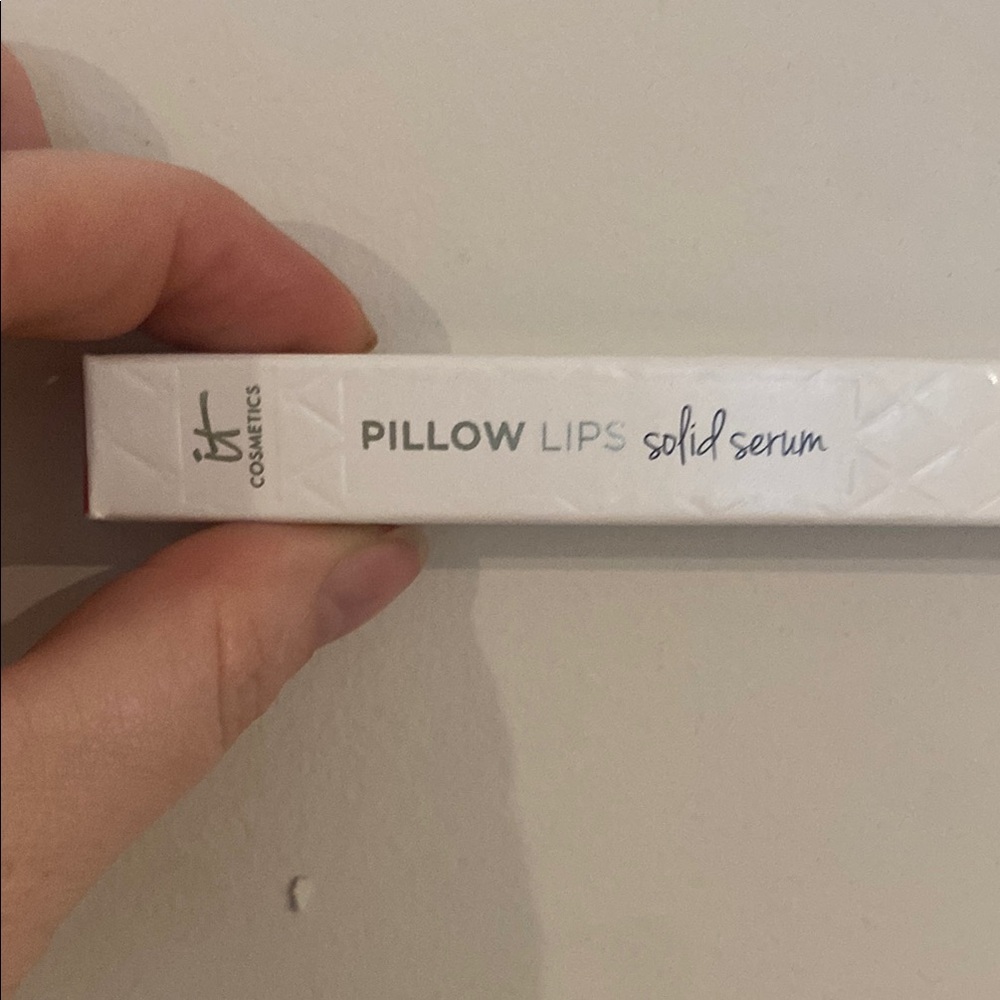 it
COSMETICS
PILLOW LIPS solid serum